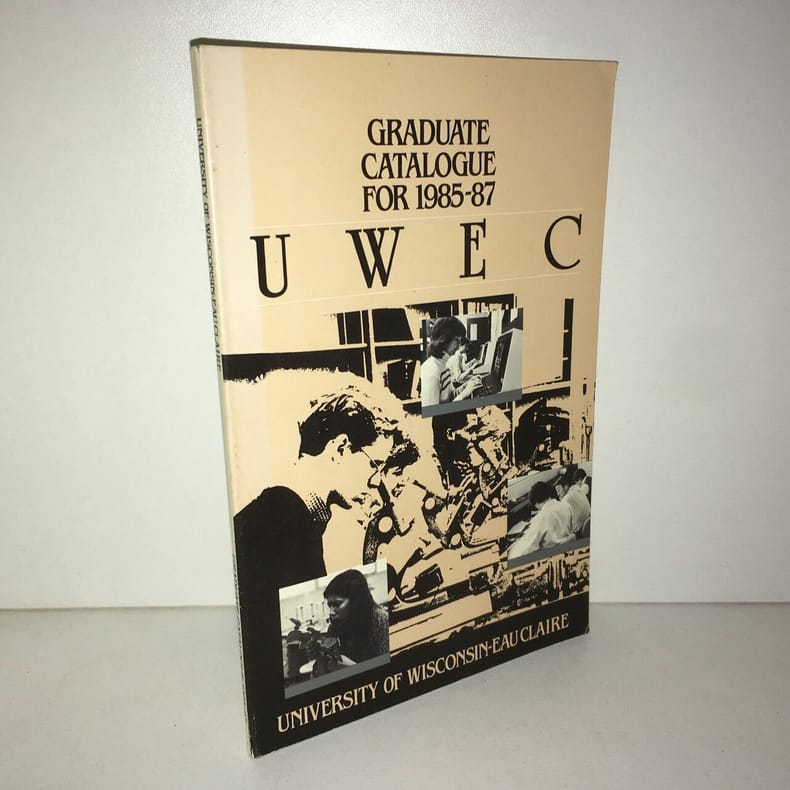 GRADUATE
CATALOGUE
FOR 1985-87
U W E C
UNIVERSITY OF WISCONSIN-EAU CLAIRE
UNIVERSITY OF WISCONSIN-EAU CLAIRE